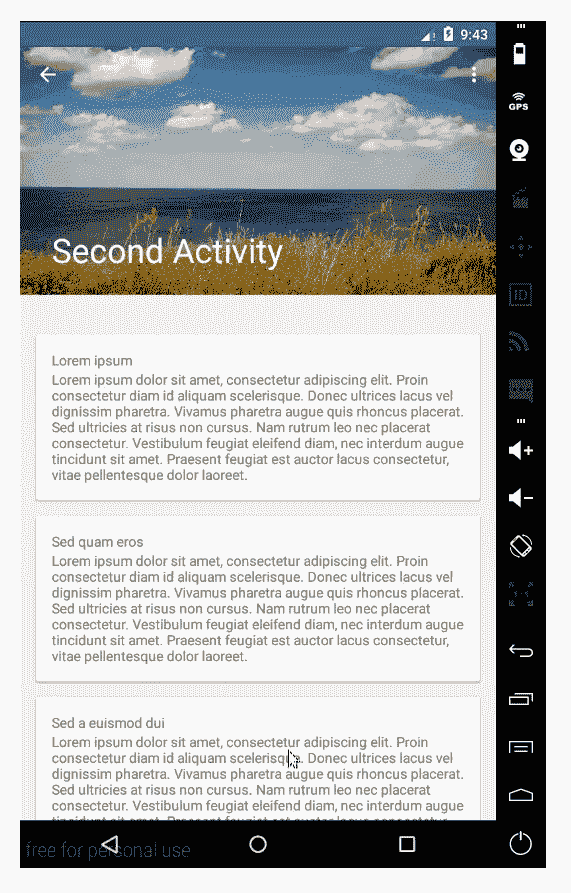 9:43
GPS
Second Activity
ID
Lorem ipsum
Lorem ipsum dolor sit amet, consectetur adipiscing elit. Proin
consectetur diam id aliquam scelerisque. Donec ultrices lacus vel
dignissim pharetra. Vivamus pharetra augue quis rhoncus placerat.
Sed ultricies at risus non cursus. Nam rutrum leo nec placerat
consectetur. Vestibulum feugiat eleifend diam, nec interdum augue
tincidunt sit amet. Praesent feugiat est auctor lacus consectetur,
vitae pellentesque dolor laoreet.
Sed quam eros
Lorem ipsum dolor sit amet, consectetur adipiscing elit. Proin
consectetur diam id aliquam scelerisque. Donec ultrices lacus vel
dignissim pharetra. Vivamus pharetra augue quis rhoncus placerat.
Sed ultricies at risus non cursus. Nam rutrum leo nec placerat
consectetur. Vestibulum feugiat eleifend diam, nec interdum augue
tincidunt sit amet. Praesent feugiat est auctor lacus consectetur,
vitae pellentesque dolor laoreet.
Sed a euismod dui
Lorem ipsum dolor sit amet, consectetur adipiscing elit. Proin
consectetur diam id aliquam scelerisque. Donec ultrices lacus vel
dignissim pharetra. Vivamus pharetra augue quis rhoncus placerat.
Sed ultricies at risus non cursus. Nam rutrum leo nec placerat
consectetur. Vestibulum feugiat eleifend diam, nec interdum augue
free for personal use